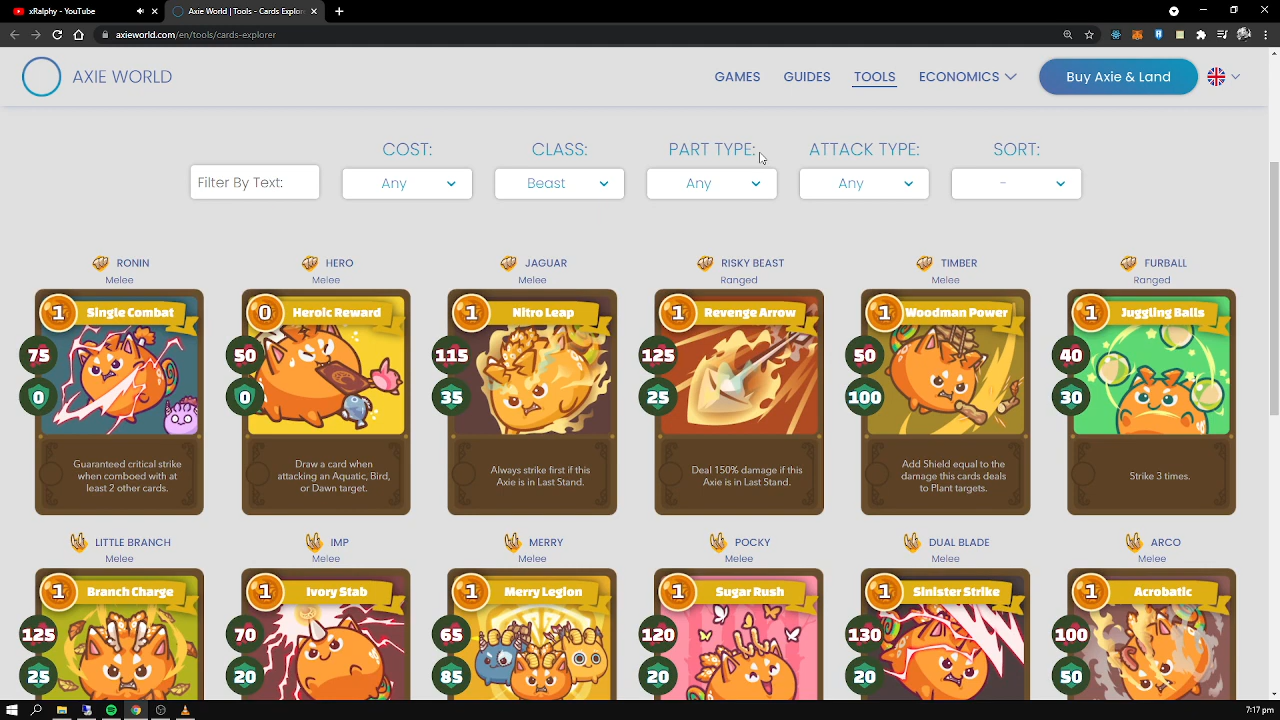 xRalphy - YouTube
Axie World | Tools - Cards Explore
axieworld.com/en/tools/cards-explorer
AXIE WORLD
GAMES
GUIDES
TOOLS
ECONOMICS
Buy Axie & Land
COST:
CLASS:
PART TYPE:
ATTACK TYPE:
SORT:
Filter By Text:
Any
Beast
Any
Any
-
RONIN
Melee
1
Single Combat
75
0
Guaranteed critical strike
when comboed with at
least 2 other cards.
HERO
Melee
0
Heroic Reward
50
0
Draw a card when
attacking an Aquatic, Bird,
or Dawn target.
JAGUAR
Melee
1
Nitro Leap
115
35
Always strike first if this
Axie is in Last Stand.
RISKY BEAST
Ranged
1
Revenge Arrow
125
25
Deal 150% damage if this
Axie is in Last Stand.
TIMBER
Melee
1
Woodman Power
50
100
Add Shield equal to the
damage this cards deals
to Plant targets.
FURBALL
Ranged
1
Juggling Balls
40
30
Strike 3 times.
LITTLE BRANCH
Melee
1
Branch Charge
125
25
IMP
Melee
1
Ivory Stab
70
20
MERRY
Melee
1
Merry Legion
65
85
POCKY
Melee
1
Sugar Rush
120
20
DUAL BLADE
Melee
1
Sinister Strike
130
20
ARCO
Melee
1
Acrobatic
100
50
7:17 pm